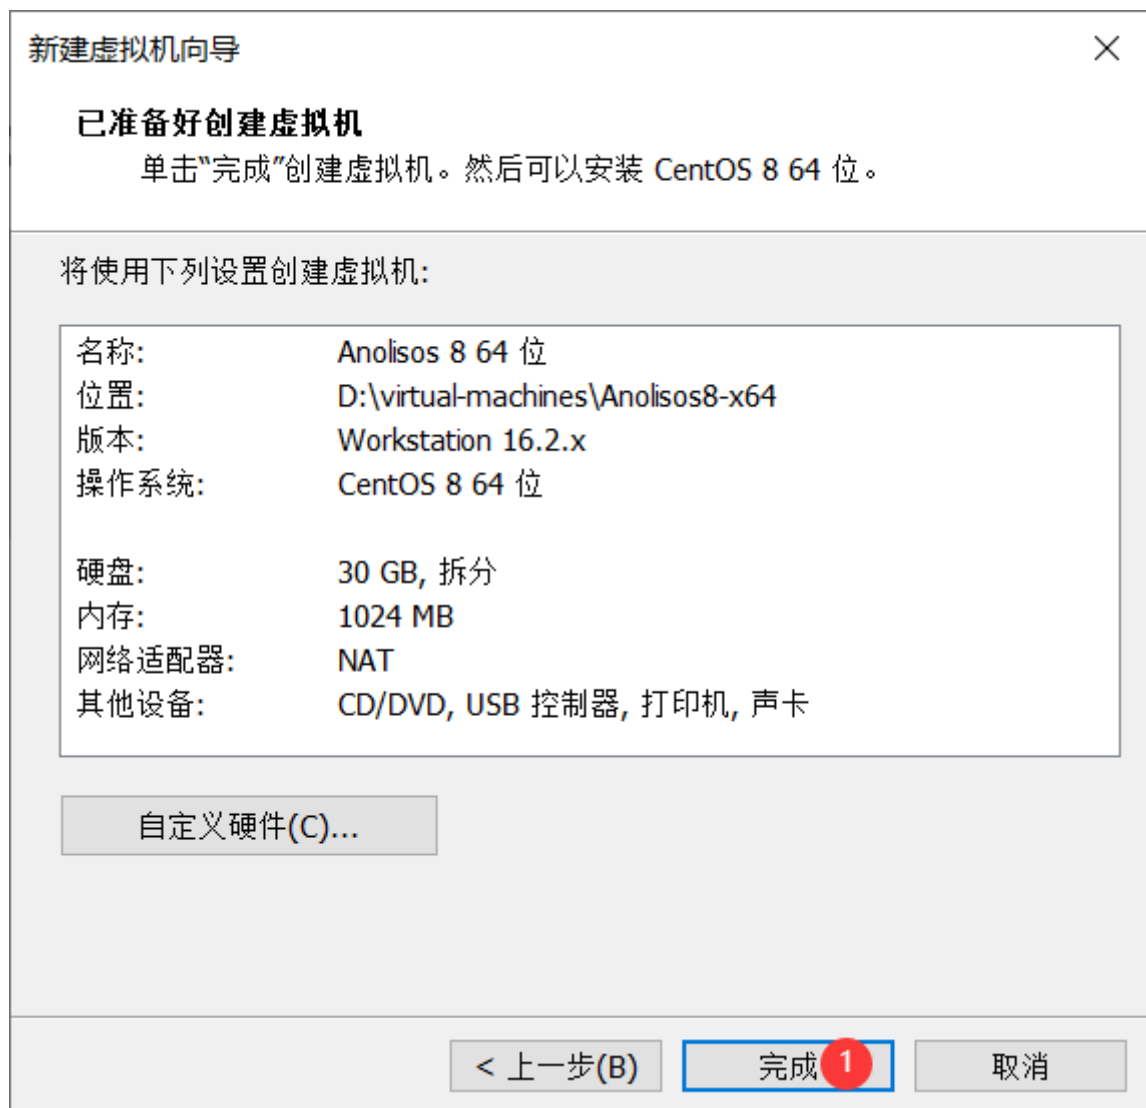 新建虚拟机向导
已准备好创建虚拟机
单击“完成”创建虚拟机。然后可以安装 CentOS 8 64 位。
将使用下列设置创建虚拟机:
名称: Anolisos 8 64 位
位置: D:\virtual-machines\Anolisos8-x64
版本: Workstation 16.2.x
操作系统: CentOS 8 64 位
硬盘: 30 GB, 拆分
内存: 1024 MB
网络适配器: NAT
其他设备: CD/DVD, USB 控制器, 打印机, 声卡
自定义硬件(C)...
< 上一步(B) 完成 1 取消